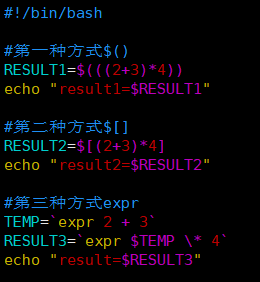 #!/bin/bash
#第一种方式$()
RESULT1=$(((2+3)*4))
echo "result1=$RESULT1"
#第二种方式$[]
RESULT2=$[(2+3)*4]
echo "result2=$RESULT2"
#第三种方式expr
TEMP=`expr 2 + 3`
RESULT3=`expr $TEMP \* 4`
echo "result=$RESULT3"